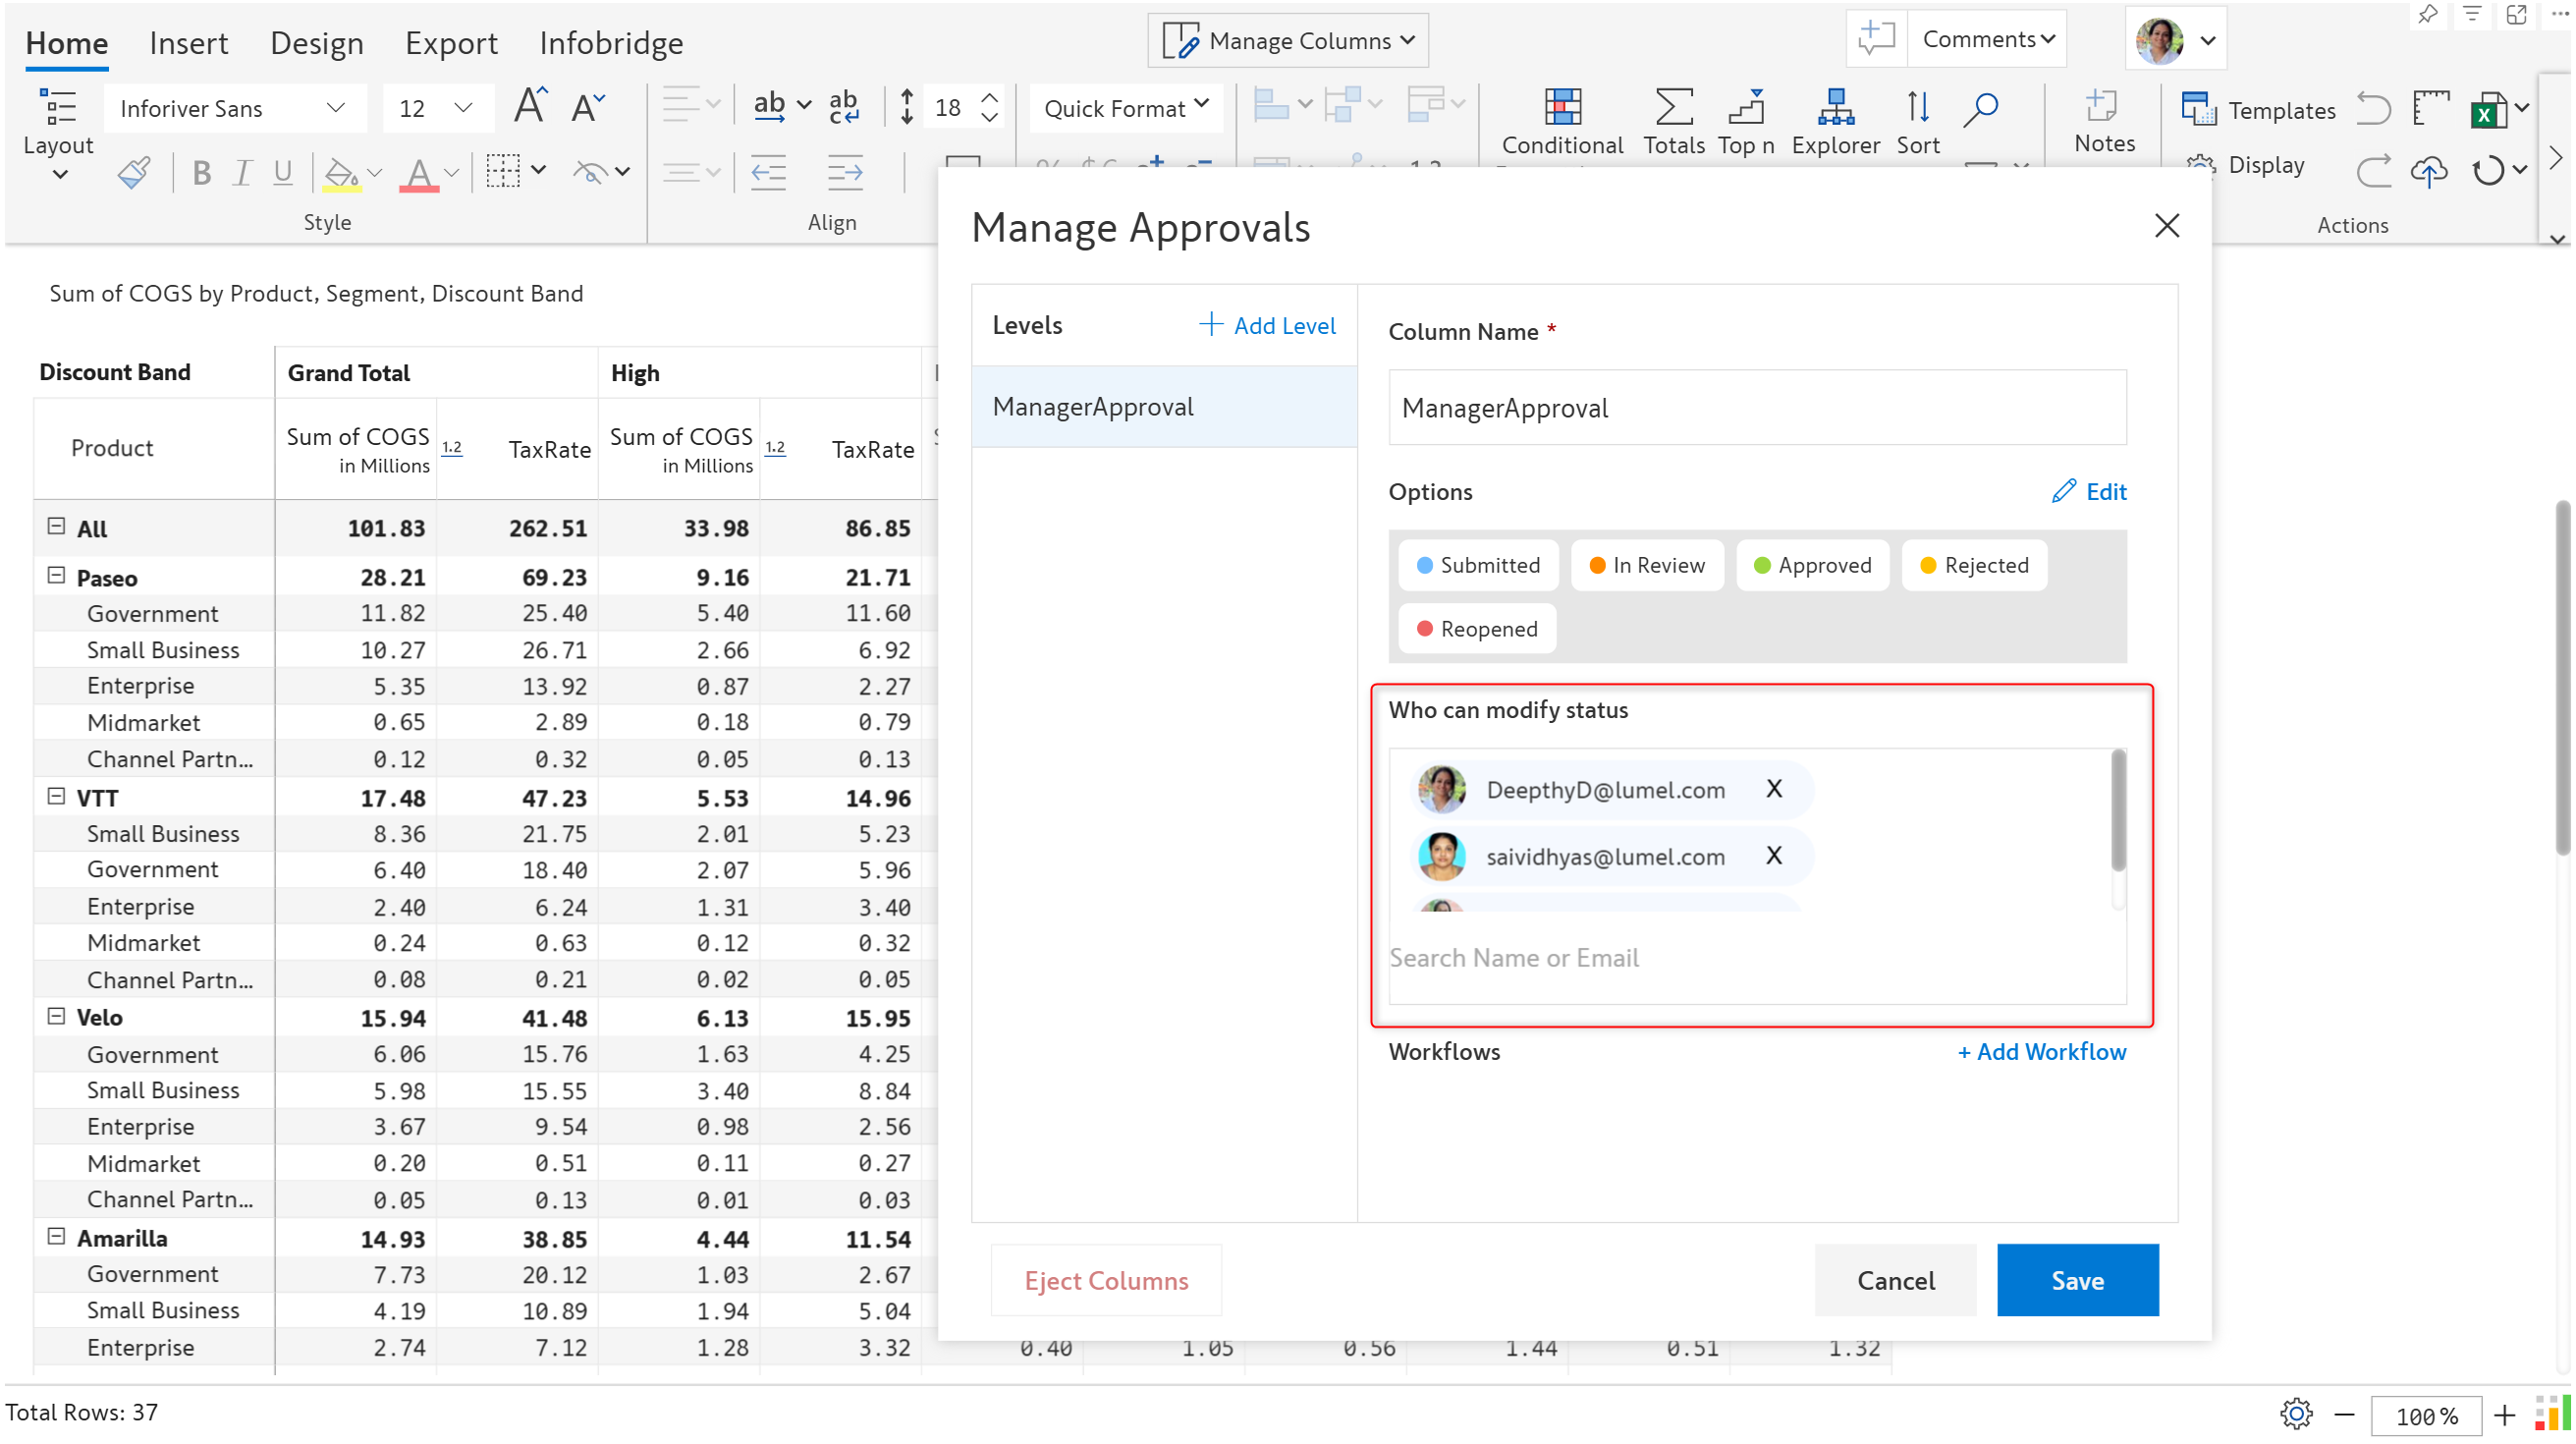 Home Insert Design Export Infobridge Manage Columns Comments
Inforiver Sans 12 A A ab ab c 18 Quick Format Conditional Totals Top n Explorer Sort Notes Templates
Layout B I U A Display
Style Align Actions
Manage Approvals
Sum of COGS by Product, Segment, Discount Band
Levels + Add Level
ManagerApproval
Column Name *
ManagerApproval
Options Edit
Submitted In Review Approved Rejected
Reopened
Who can modify status
DeepthyD@lumel.com X
saividhyas@lumel.com X
Search Name or Email
Workflows + Add Workflow
Eject Columns Cancel Save
Discount Band Grand Total High
Product Sum of COGS in Millions 1.2 TaxRate Sum of COGS in Millions 1.2 TaxRate
All 101.83 262.51 33.98 86.85
Paseo 28.21 69.23 9.16 21.71
Government 11.82 25.40 5.40 11.60
Small Business 10.27 26.71 2.66 6.92
Enterprise 5.35 13.92 0.87 2.27
Midmarket 0.65 2.89 0.18 0.79
Channel Partn... 0.12 0.32 0.05 0.13
VTT 17.48 47.23 5.53 14.96
Small Business 8.36 21.75 2.01 5.23
Government 6.40 18.40 2.07 5.96
Enterprise 2.40 6.24 1.31 3.40
Midmarket 0.24 0.63 0.12 0.32
Channel Partn... 0.08 0.21 0.02 0.05
Velo 15.94 41.48 6.13 15.95
Government 6.06 15.76 1.63 4.25
Small Business 5.98 15.55 3.40 8.84
Enterprise 3.67 9.54 0.98 2.56
Midmarket 0.20 0.51 0.11 0.27
Channel Partn... 0.05 0.13 0.01 0.03
Amarilla 14.93 38.85 4.44 11.54
Government 7.73 20.12 1.03 2.67
Small Business 4.19 10.89 1.94 5.04
Enterprise 2.74 7.12 1.28 3.32 0.40 1.05 0.56 1.44 0.51 1.32
Total Rows: 37 100 %